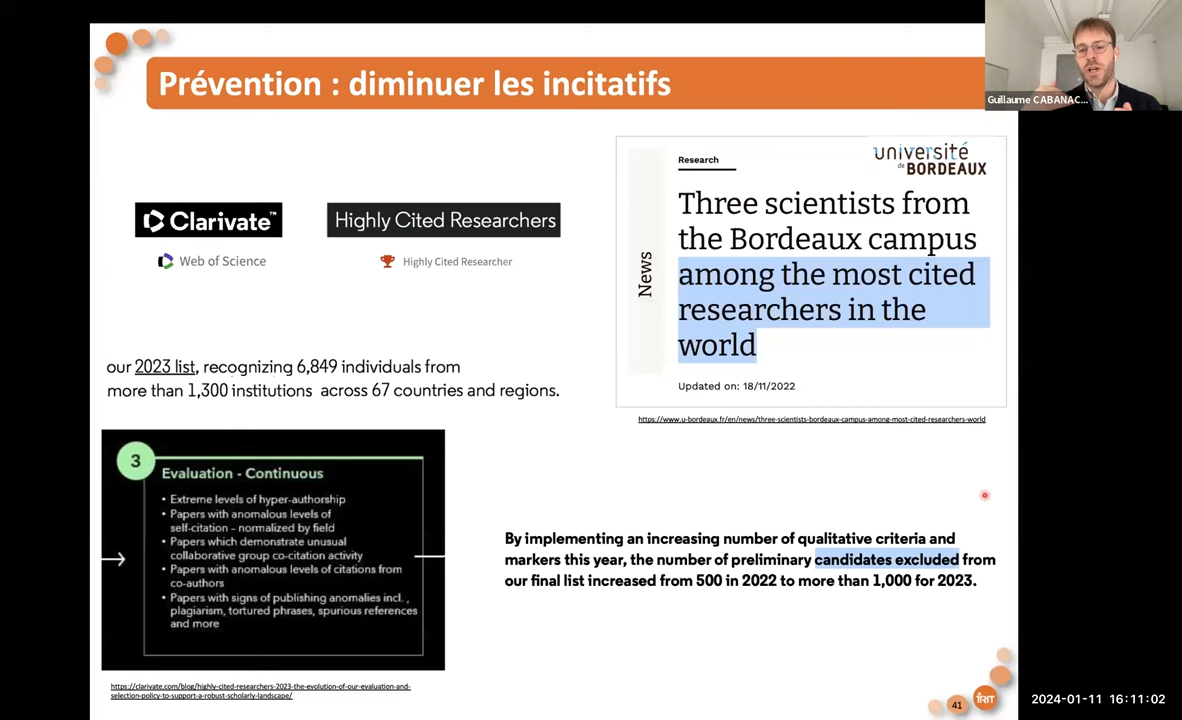 Prévention : diminuer les incitatifs
Guillaume CABANAC...
Clarivate™
Highly Cited Researchers
Web of Science
Highly Cited Researcher
our 2023 list, recognizing 6,849 individuals from
more than 1,300 institutions across 67 countries and regions.
université
de BORDEAUX
Research
News
Three scientists from
the Bordeaux campus
among the most cited
researchers in the
world
Updated on: 18/11/2022
https://www.u-bordeaux.fr/en/news/three-scientists-bordeaux-campus-among-most-cited-researchers-world
3
Evaluation - Continuous
• Extreme levels of hyper-authorship
• Papers with anomalous levels of
self-citation - normalized by field
• Papers which demonstrate unusual
collaborative group co-citation activity
• Papers with anomalous levels of citations from
co-authors
• Papers with signs of publishing anomalies incl.,
plagiarism, tortured phrases, spurious references
and more
By implementing an increasing number of qualitative criteria and
markers this year, the number of preliminary candidates excluded from
our final list increased from 500 in 2022 to more than 1,000 for 2023.
https://clarivate.com/blog/highly-cited-researchers-2023-the-evolution-of-our-evaluation-and-
selection-policy-to-support-a-robust-scholarly-landscape/
41
IRIT
2024-01-11 16:11:02